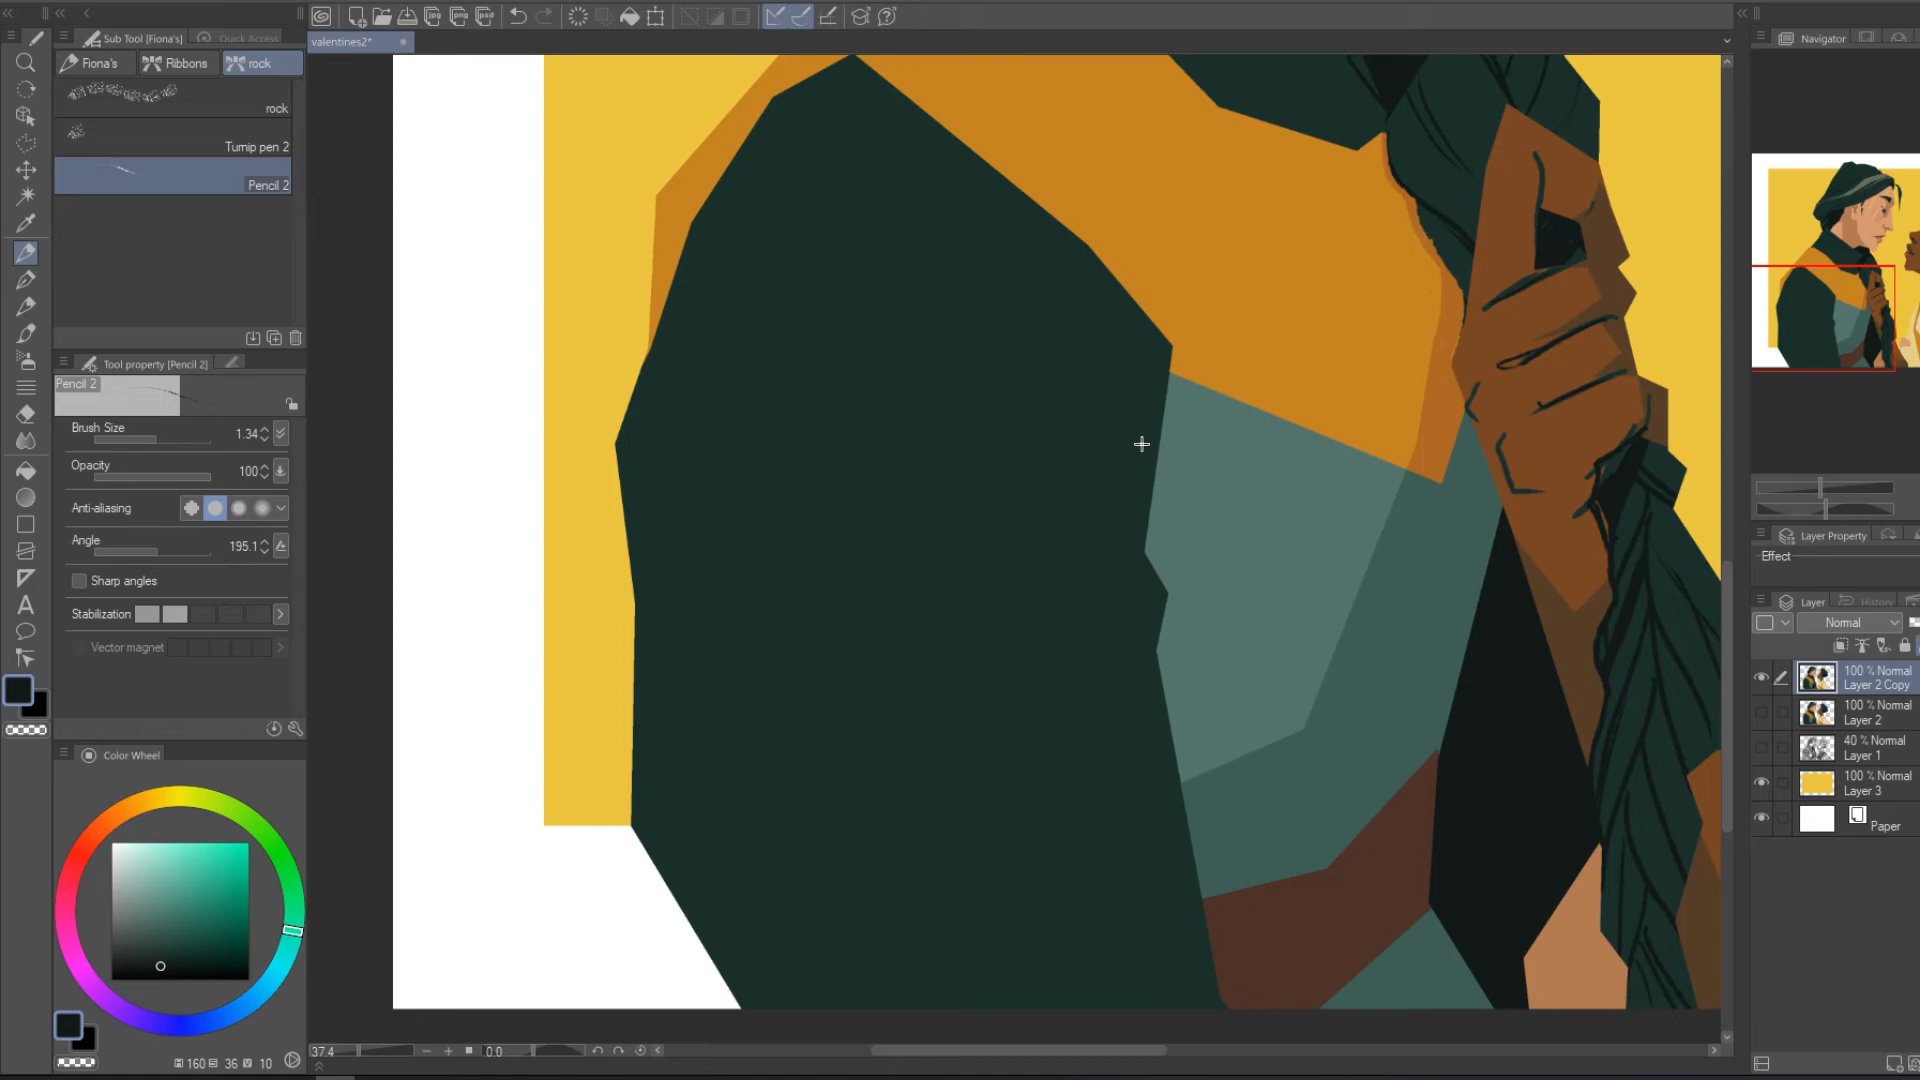 jpg png psd
valentines2*
Sub Tool [Fiona's] Quick Access
Fiona's Ribbons rock
rock
Turnip pen 2
Pencil 2
Tool property [Pencil 2]
Pencil 2
Brush Size 1.34
Opacity 100
Anti-aliasing
Angle 195.1
Sharp angles
Stabilization
Vector magnet
Color Wheel
160 36 V 10
37.4 0.0
Navigator
Layer Property
Effect
Layer History
Normal
100 % Normal
Layer 2 Copy
100 % Normal
Layer 2
40 % Normal
Layer 1
100 % Normal
Layer 3
Paper